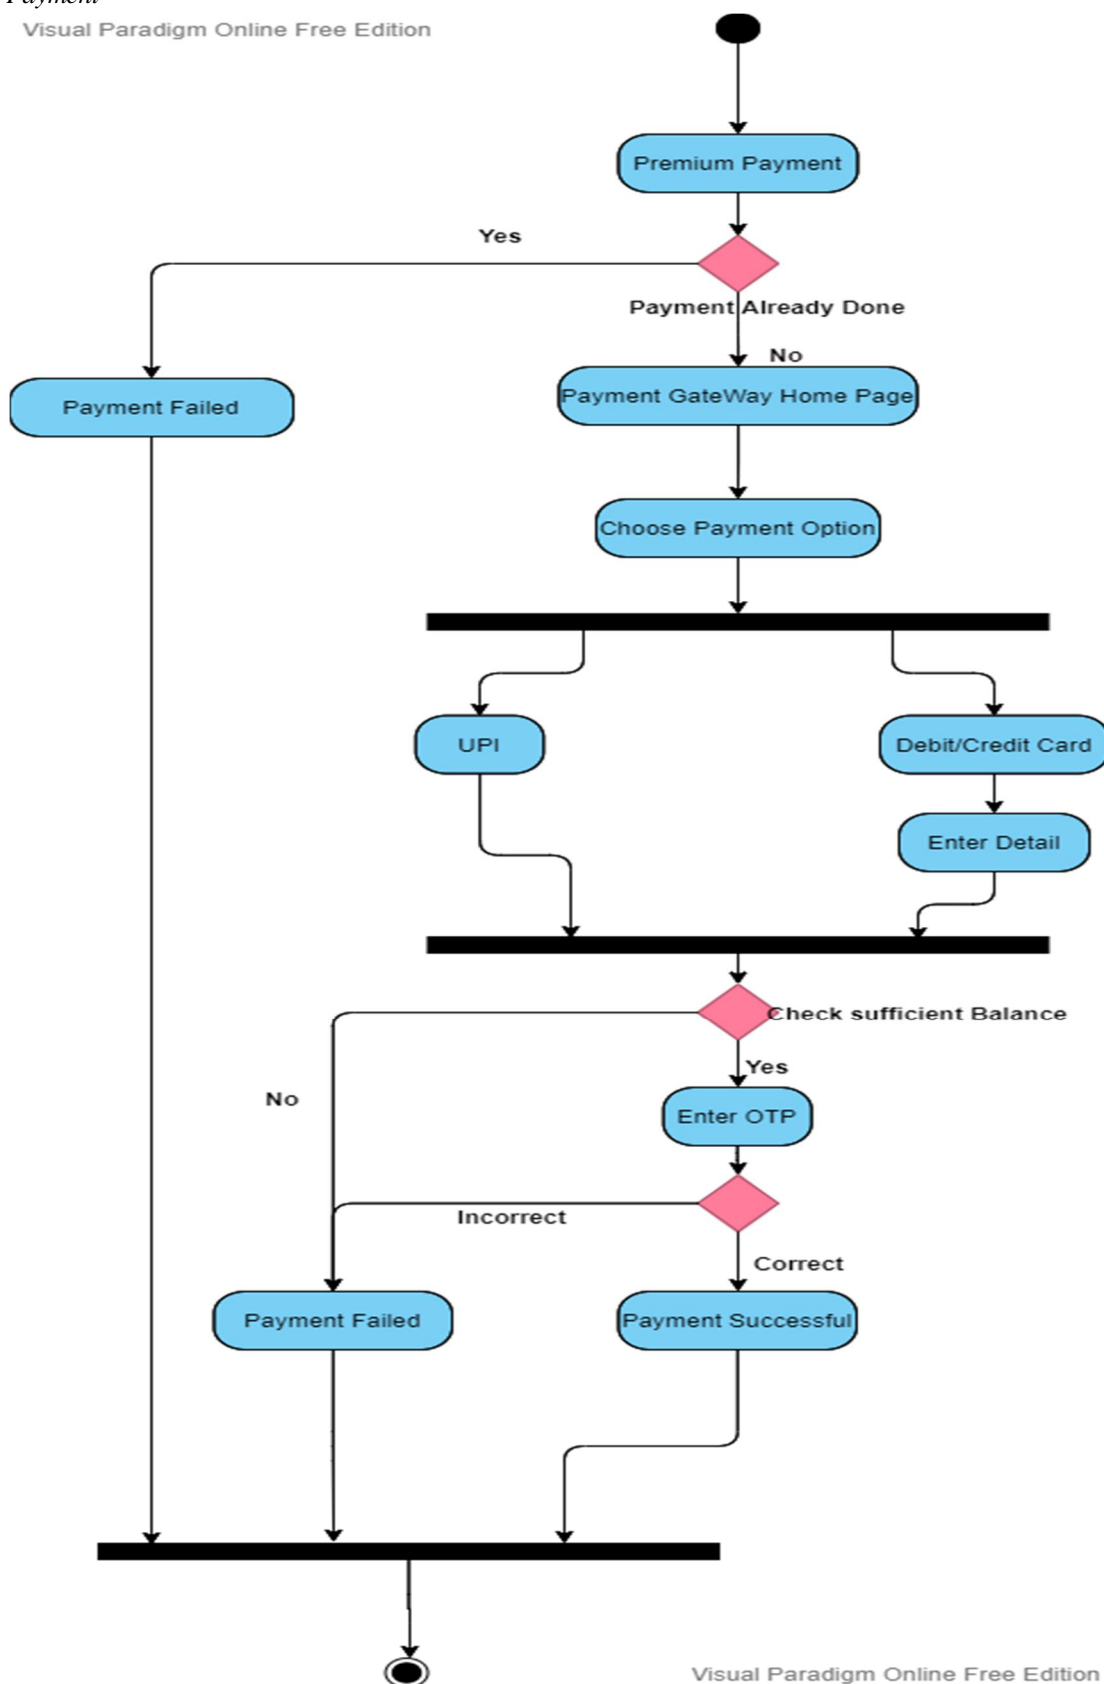 Payment
Visual Paradigm Online Free Edition
Premium Payment
Yes
Payment Already Done
No
Payment Failed
Payment GateWay Home Page
Choose Payment Option
UPI
Debit/Credit Card
Enter Detail
Check sufficient Balance
Yes
No
Enter OTP
Incorrect
Correct
Payment Failed
Payment Successful
Visual Paradigm Online Free Edition